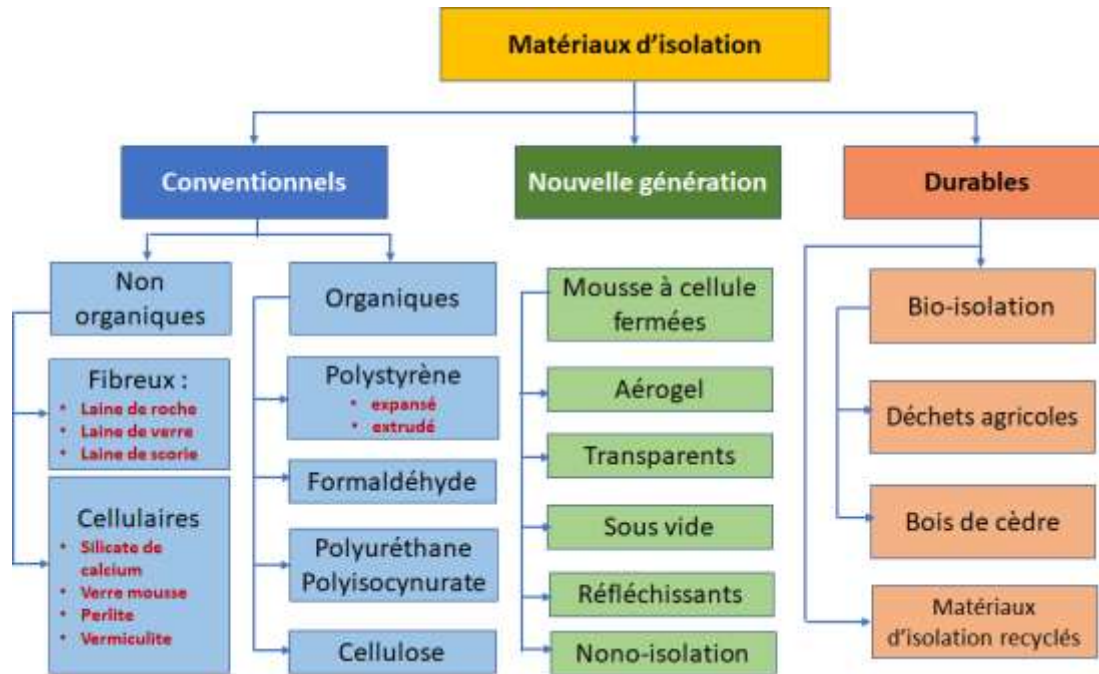 Matériaux d'isolation
Conventionnels
Nouvelle génération
Durables
Non
organiques
Fibreux :
• Laine de roche
• Laine de verre
• Laine de scorie
Cellulaires
• Silicate de
calcium
• Verre mousse
• Perlite
• Vermiculite
Organiques
Polystyrène
• expansé
• extrudé
Formaldéhyde
Polyuréthane
Polyisocynurate
Cellulose
Mousse à cellule
fermées
Aérogel
Transparents
Sous vide
Réfléchissants
Nono-isolation
Bio-isolation
Déchets agricoles
Bois de cèdre
Matériaux
d'isolation recyclés